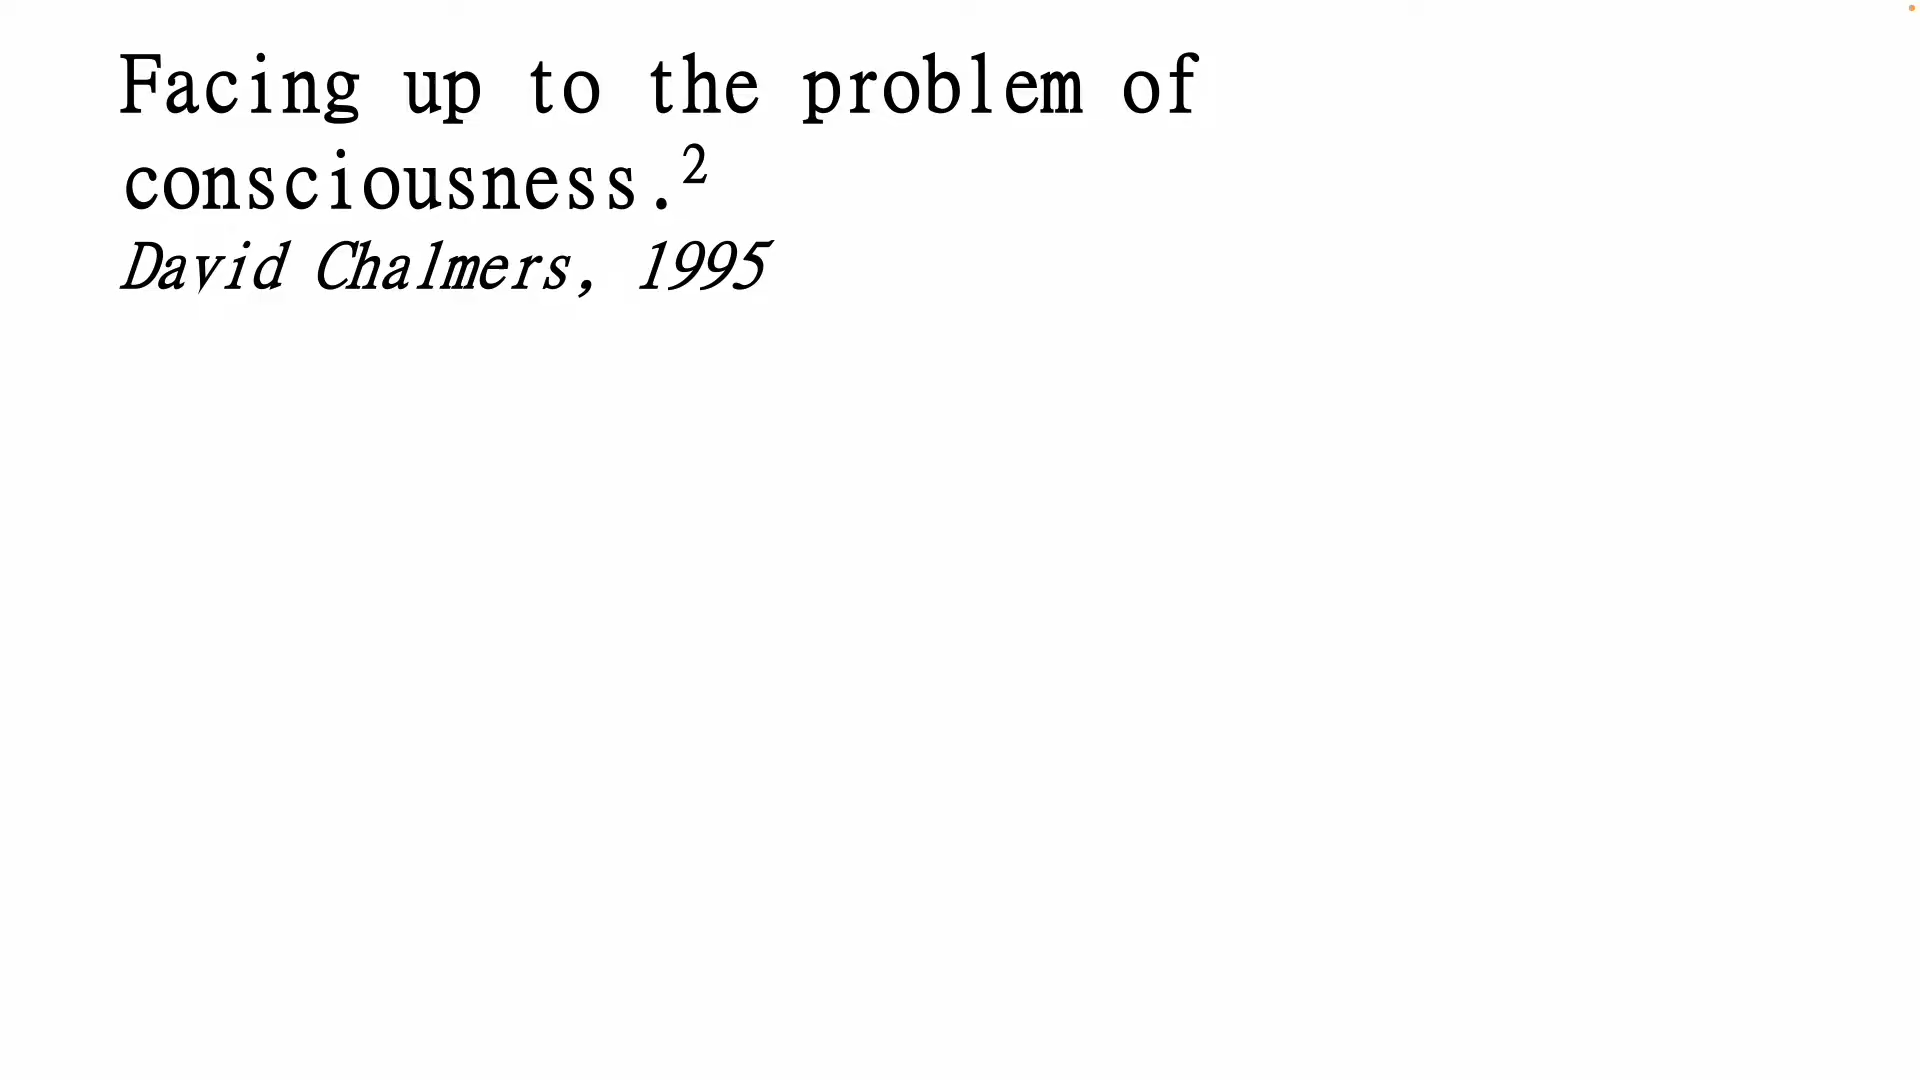 Facing up to the problem of
consciousness.²
David Chalmers, 1995